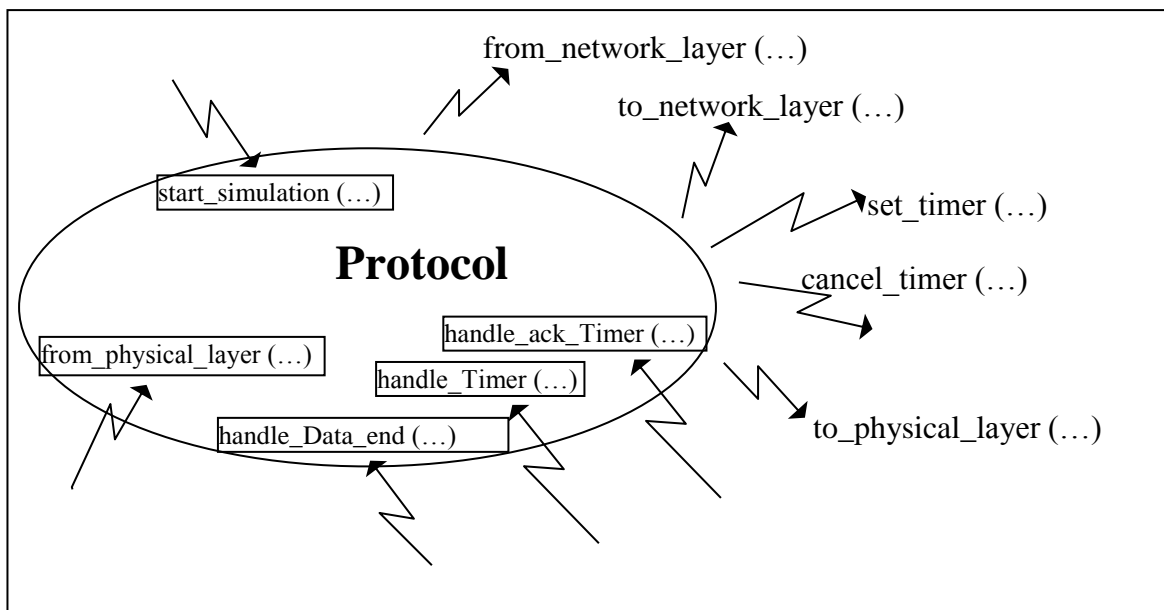 from_network_layer (…)
to_network_layer (…)
start_simulation (…)
set_timer (…)
Protocol
cancel_timer (…)
handle_ack_Timer (…)
from_physical_layer (…)
handle_Timer (…)
to_physical_layer (…)
handle_Data_end (…)